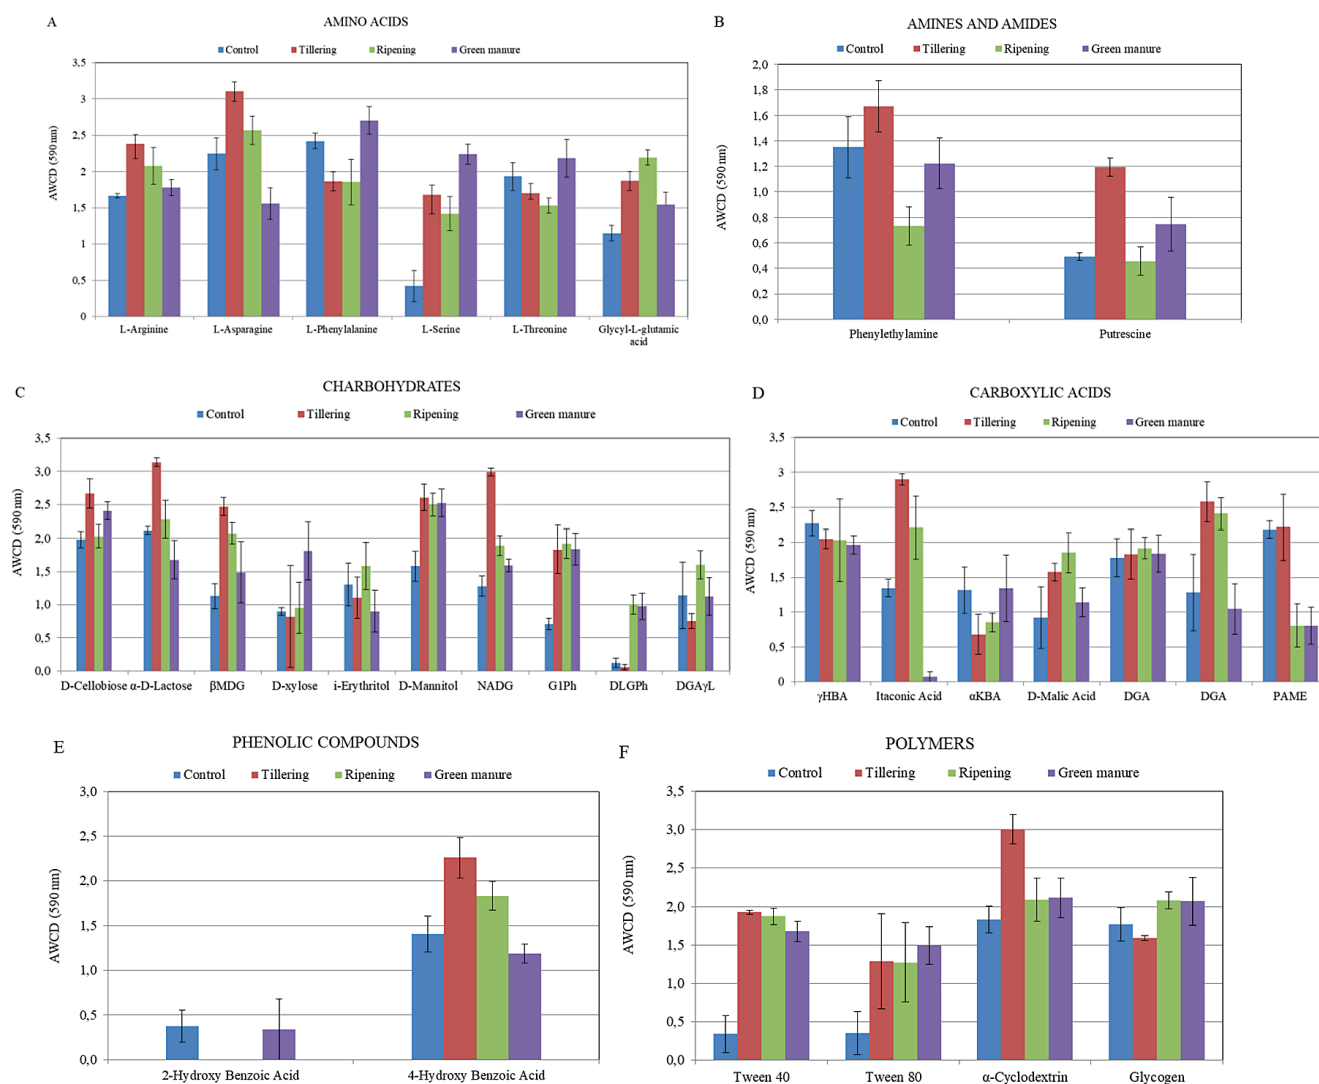 A
AMINO ACIDS
Control Tillering Ripening Green manure
AWCD (590 nm)
3,5
3
2,5
2
1,5
1
0,5
0
L-Arginine L-Asparagine L-Phenylalanine L-Serine L-Threonine Glycyl-L-glutamic
acid
B
AMINES AND AMIDES
Control Tillering Ripening Green manure
AWCD (590 nm)
2,0
1,8
1,6
1,4
1,2
1,0
0,8
0,6
0,4
0,2
0,0
Phenylethylamine Putrescine
C
CHARBOHYDRATES
Control Tillering Ripening Green manure
AWCD (590 nm)
3,5
3,0
2,5
2,0
1,5
1,0
0,5
0,0
D-Cellobiose α-D-Lactose βMDG D-xylose i-Erythritol D-Mannitol NADG G1Ph DLGPh DGAγL
D
CARBOXYLIC ACIDS
Control Tillering Ripening Green manure
AWCD (590 nm)
3,5
3
2,5
2
1,5
1
0,5
0
γHBA Itaconic Acid αKBA D-Malic Acid DGA DGA PAME
E
PHENOLIC COMPOUNDS
Control Tillering Ripening Green manure
AWCD (590 nm)
3,0
2,5
2,0
1,5
1,0
0,5
0,0
2-Hydroxy Benzoic Acid 4-Hydroxy Benzoic Acid
F
POLYMERS
Control Tillering Ripening Green manure
AWCD (590 nm)
3,5
3,0
2,5
2,0
1,5
1,0
0,5
0,0
Tween 40 Tween 80 α-Cyclodextrin Glycogen